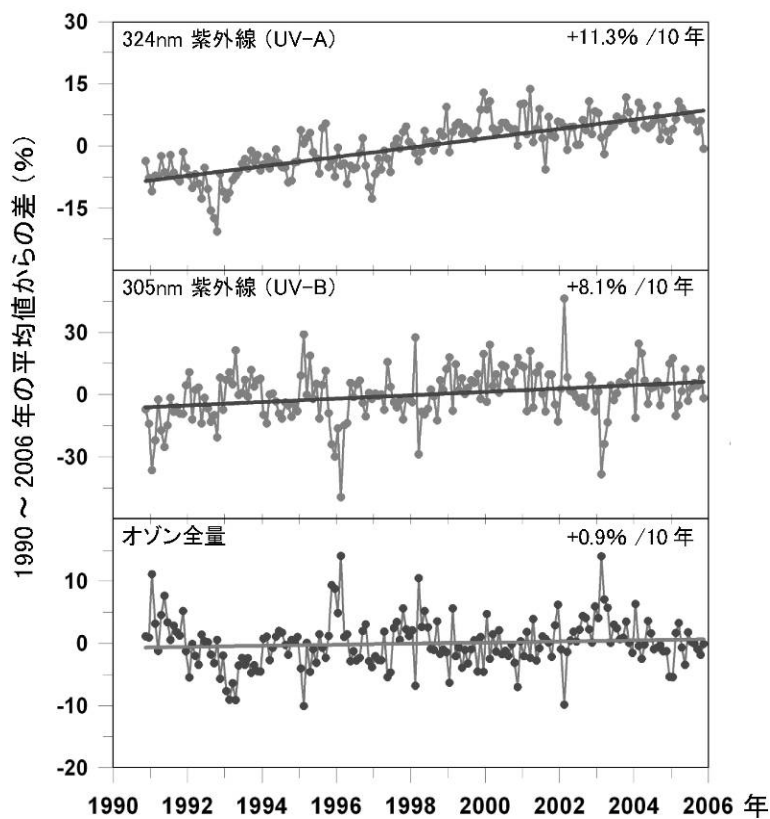 1990 ~ 2006 年の平均値からの差 (%)
324nm 紫外線 (UV-A)
+11.3% /10 年
30
15
0
-15
305nm 紫外線 (UV-B)
+8.1% /10 年
30
0
-30
オゾン全量
+0.9% /10 年
10
0
-10
-20
1990 1992 1994 1996 1998 2000 2002 2004 2006 年